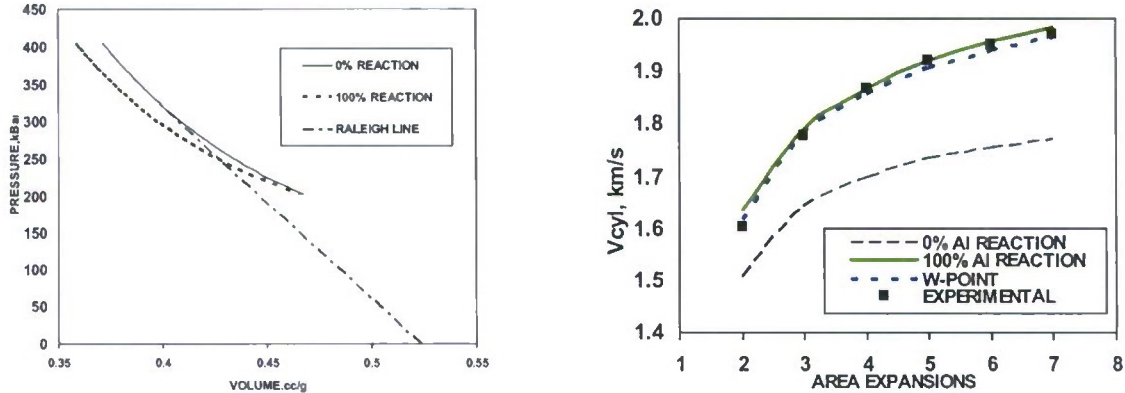 450
400
350
300
250
200
150
100
50
0
PRESSURE,kBar
0.35 0.4 0.45 0.5 0.55
VOLUME.cc/g
0% REACTION
100% REACTION
RALEIGH LINE
2.0
1.9
1.8
1.7
1.6
1.5
1.4
Vcyl, km/s
1 2 3 4 5 6 7 8
AREA EXPANSIONS
0% Al REACTION
100% Al REACTION
W-POINT
EXPERIMENTAL